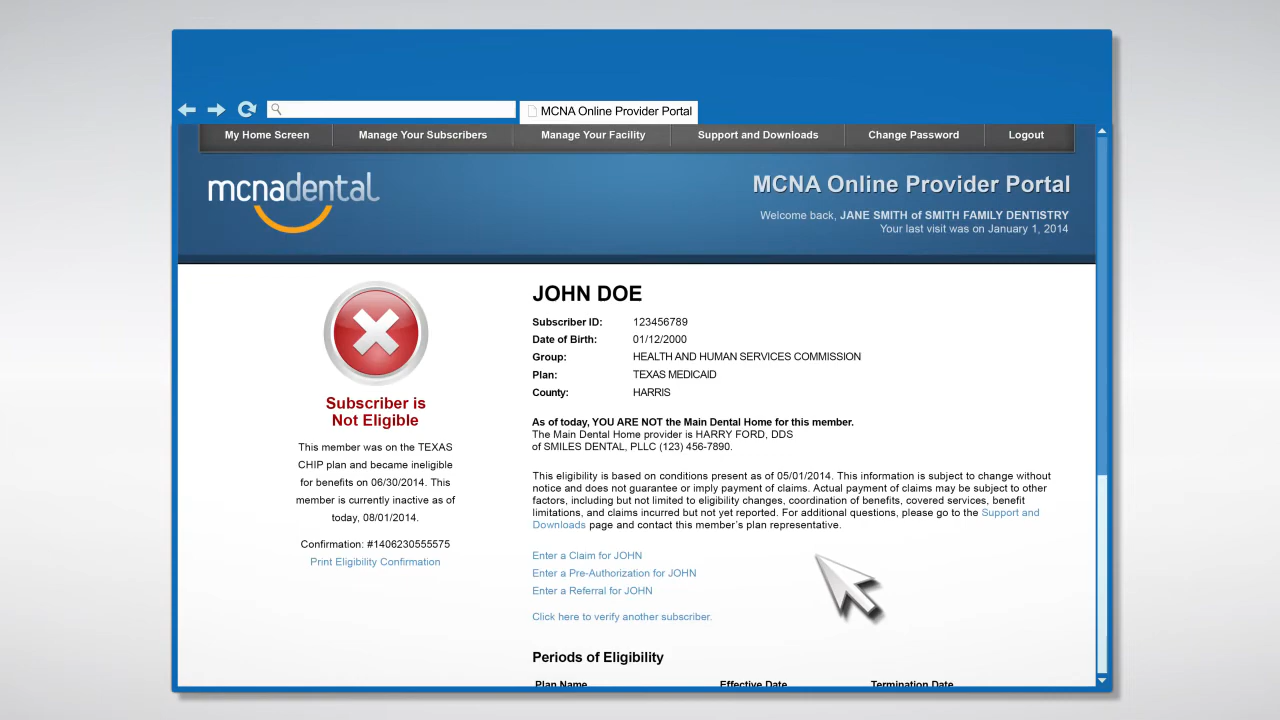 MCNA Online Provider Portal
My Home Screen
Manage Your Subscribers
Manage Your Facility
Support and Downloads
Change Password
Logout
mcnadental
MCNA Online Provider Portal
Welcome back, JANE SMITH of SMITH FAMILY DENTISTRY
Your last visit was on January 1, 2014
Subscriber is
Not Eligible
This member was on the TEXAS
CHIP plan and became ineligible
for benefits on 06/30/2014. This
member is currently inactive as of
today, 08/01/2014.
Confirmation: #1406230555575
Print Eligibility Confirmation
JOHN DOE
Subscriber ID: 123456789
Date of Birth: 01/12/2000
Group: HEALTH AND HUMAN SERVICES COMMISSION
Plan: TEXAS MEDICAID
County: HARRIS
As of today, YOU ARE NOT the Main Dental Home for this member.
The Main Dental Home provider is HARRY FORD, DDS
of SMILES DENTAL, PLLC (123) 456-7890.
This eligibility is based on conditions present as of 05/01/2014. This information is subject to change without
notice and does not guarantee or imply payment of claims. Actual payment of claims may be subject to other
factors, including but not limited to eligibility changes, coordination of benefits, covered services, benefit
limitations, and claims incurred but not yet reported. For additional questions, please go to the Support and
Downloads page and contact this member's plan representative.
Enter a Claim for JOHN
Enter a Pre-Authorization for JOHN
Enter a Referral for JOHN
Click here to verify another subscriber.
Periods of Eligibility
Plan Name Effective Date Termination Date